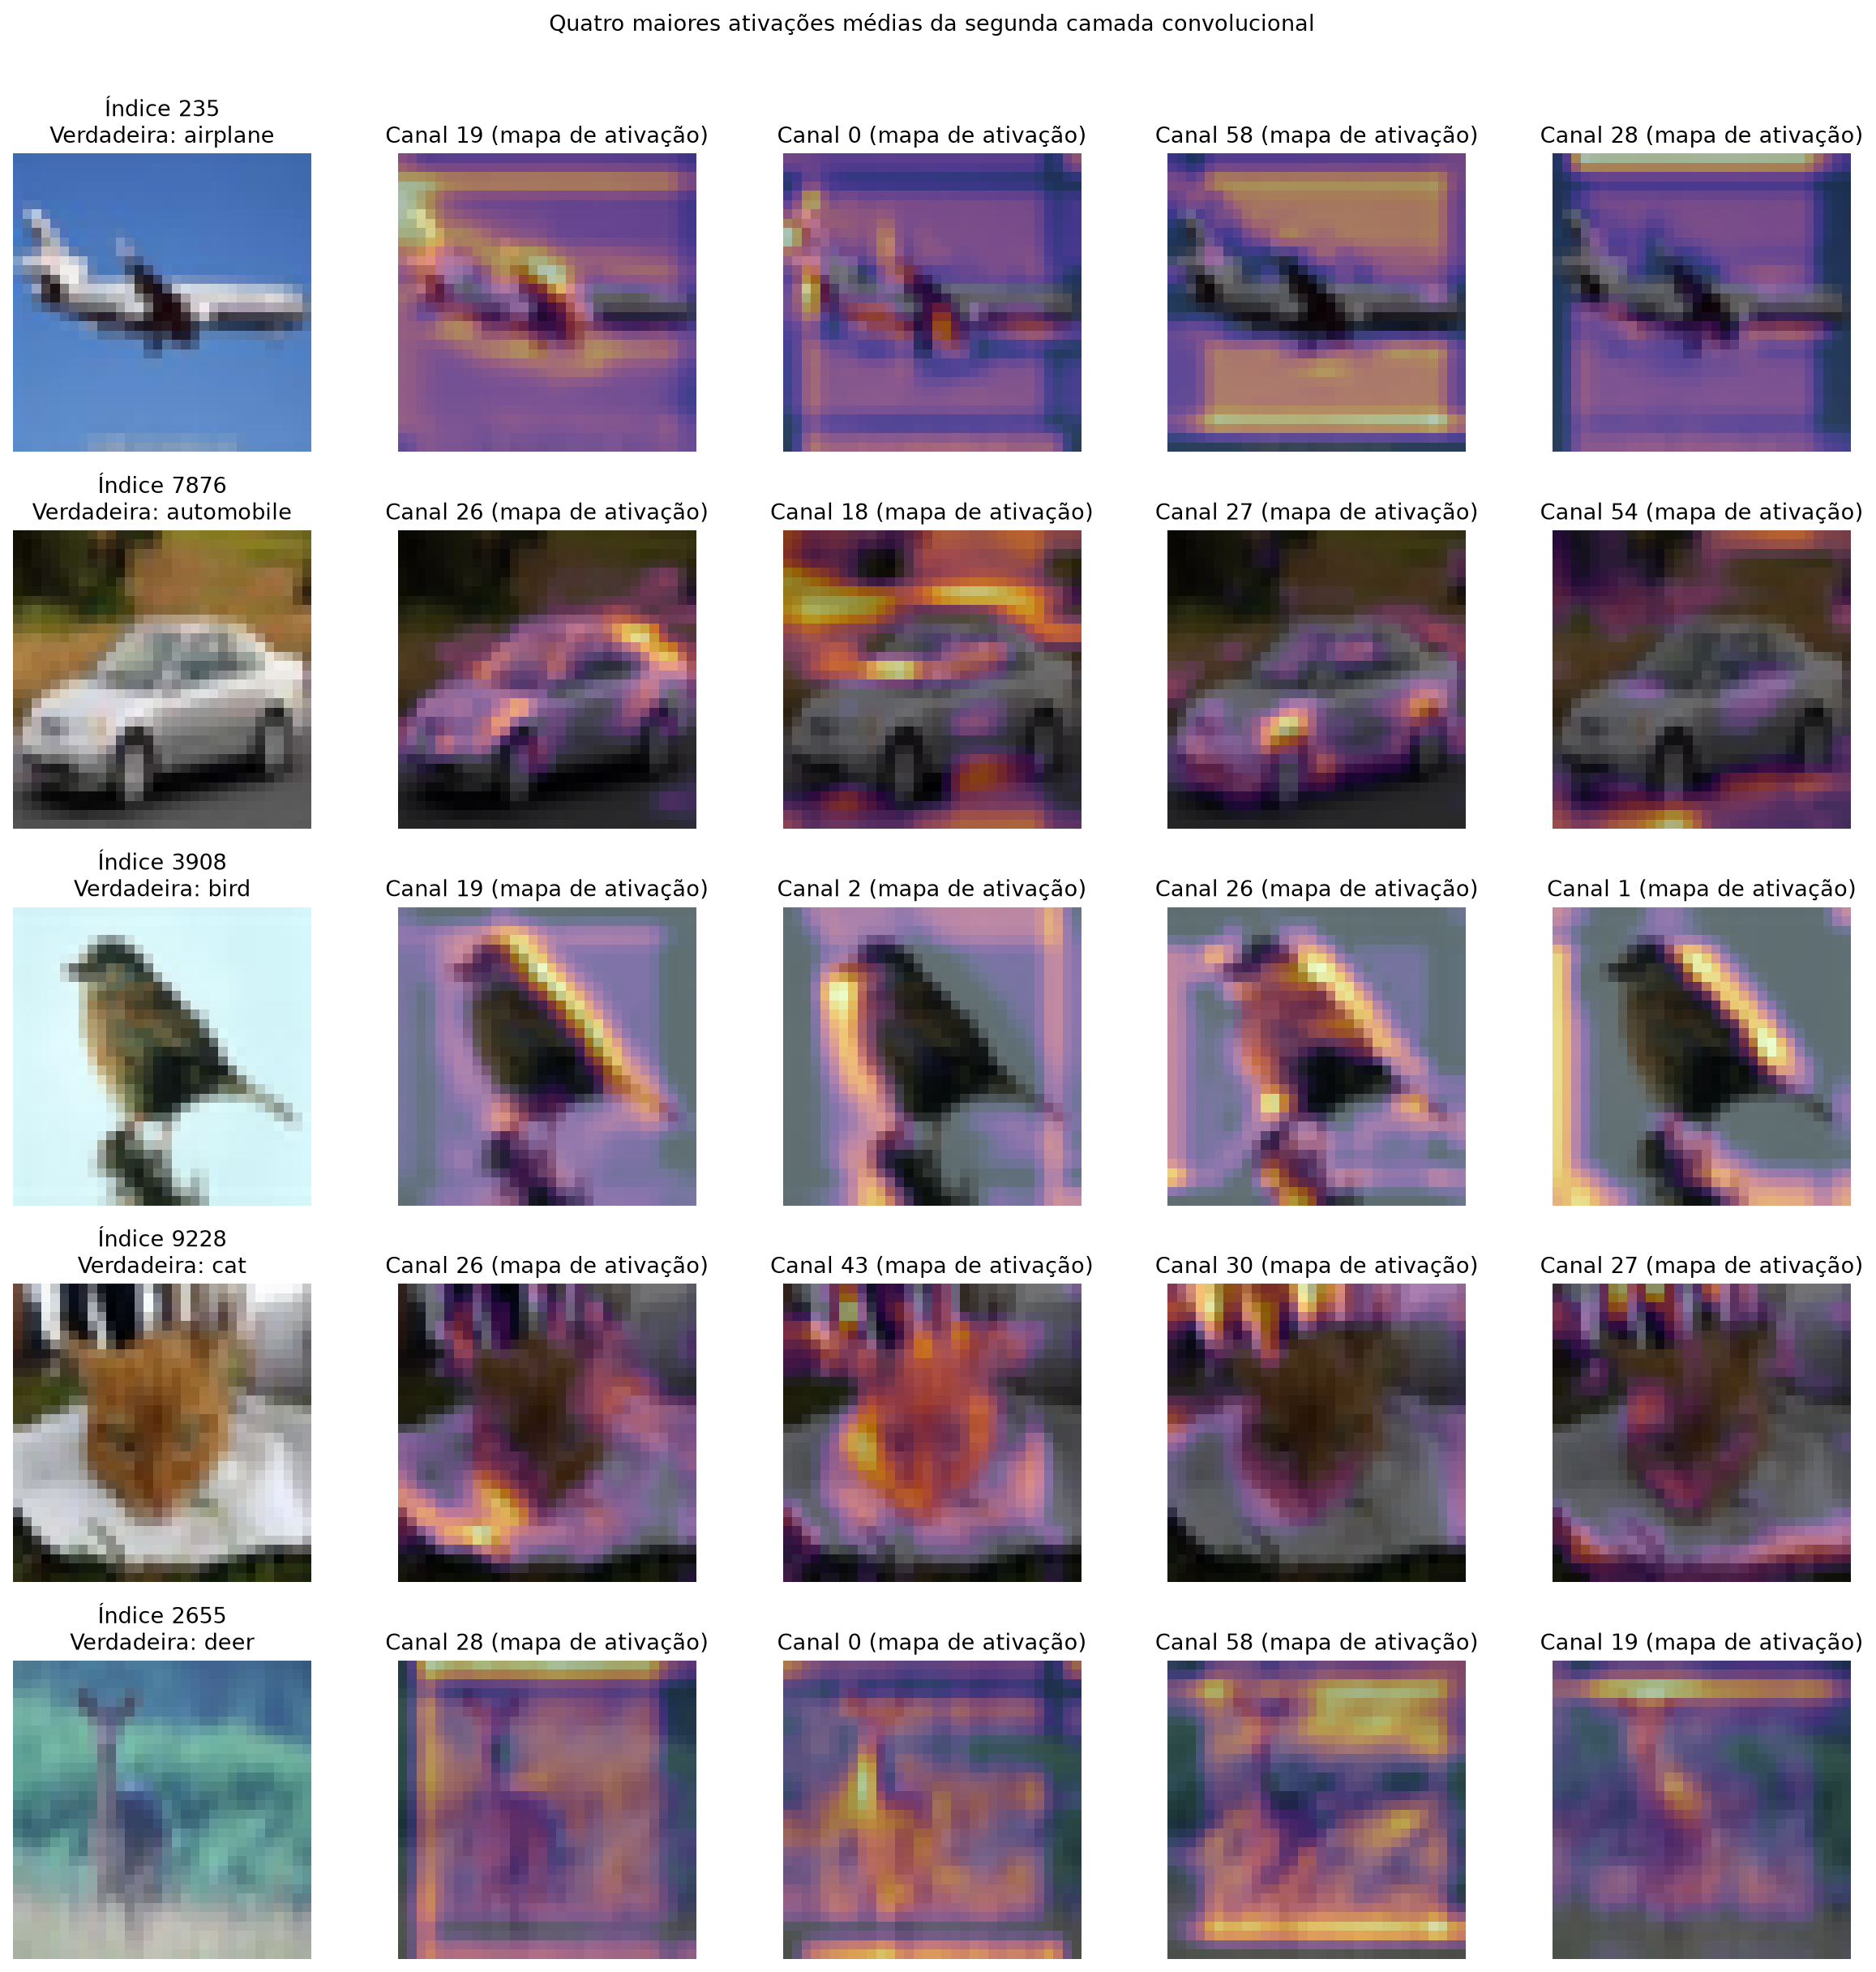 Quatro maiores ativações médias da segunda camada convolucional
Índice 235
Verdadeira: airplane
Canal 19 (mapa de ativação)
Canal 0 (mapa de ativação)
Canal 58 (mapa de ativação)
Canal 28 (mapa de ativação)
Índice 7876
Verdadeira: automobile
Canal 26 (mapa de ativação)
Canal 18 (mapa de ativação)
Canal 27 (mapa de ativação)
Canal 54 (mapa de ativação)
Índice 3908
Verdadeira: bird
Canal 19 (mapa de ativação)
Canal 2 (mapa de ativação)
Canal 26 (mapa de ativação)
Canal 1 (mapa de ativação)
Índice 9228
Verdadeira: cat
Canal 26 (mapa de ativação)
Canal 43 (mapa de ativação)
Canal 30 (mapa de ativação)
Canal 27 (mapa de ativação)
Índice 2655
Verdadeira: deer
Canal 28 (mapa de ativação)
Canal 0 (mapa de ativação)
Canal 58 (mapa de ativação)
Canal 19 (mapa de ativação)